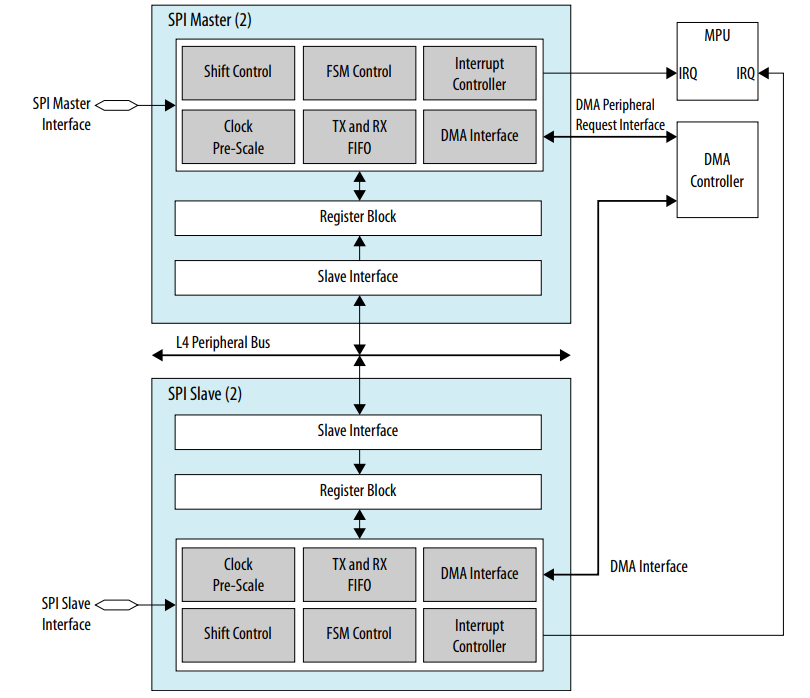 SPI Master (2)
Shift Control
FSM Control
Interrupt
Controller
Clock
Pre-Scale
TX and RX
FIFO
DMA Interface
SPI Master
Interface
Register Block
Slave Interface
MPU
IRQ
IRQ
DMA Peripheral
Request Interface
DMA
Controller
L4 Peripheral Bus
SPI Slave (2)
Slave Interface
Register Block
Clock
Pre-Scale
TX and RX
FIFO
DMA Interface
DMA Interface
SPI Slave
Interface
Shift Control
FSM Control
Interrupt
Controller